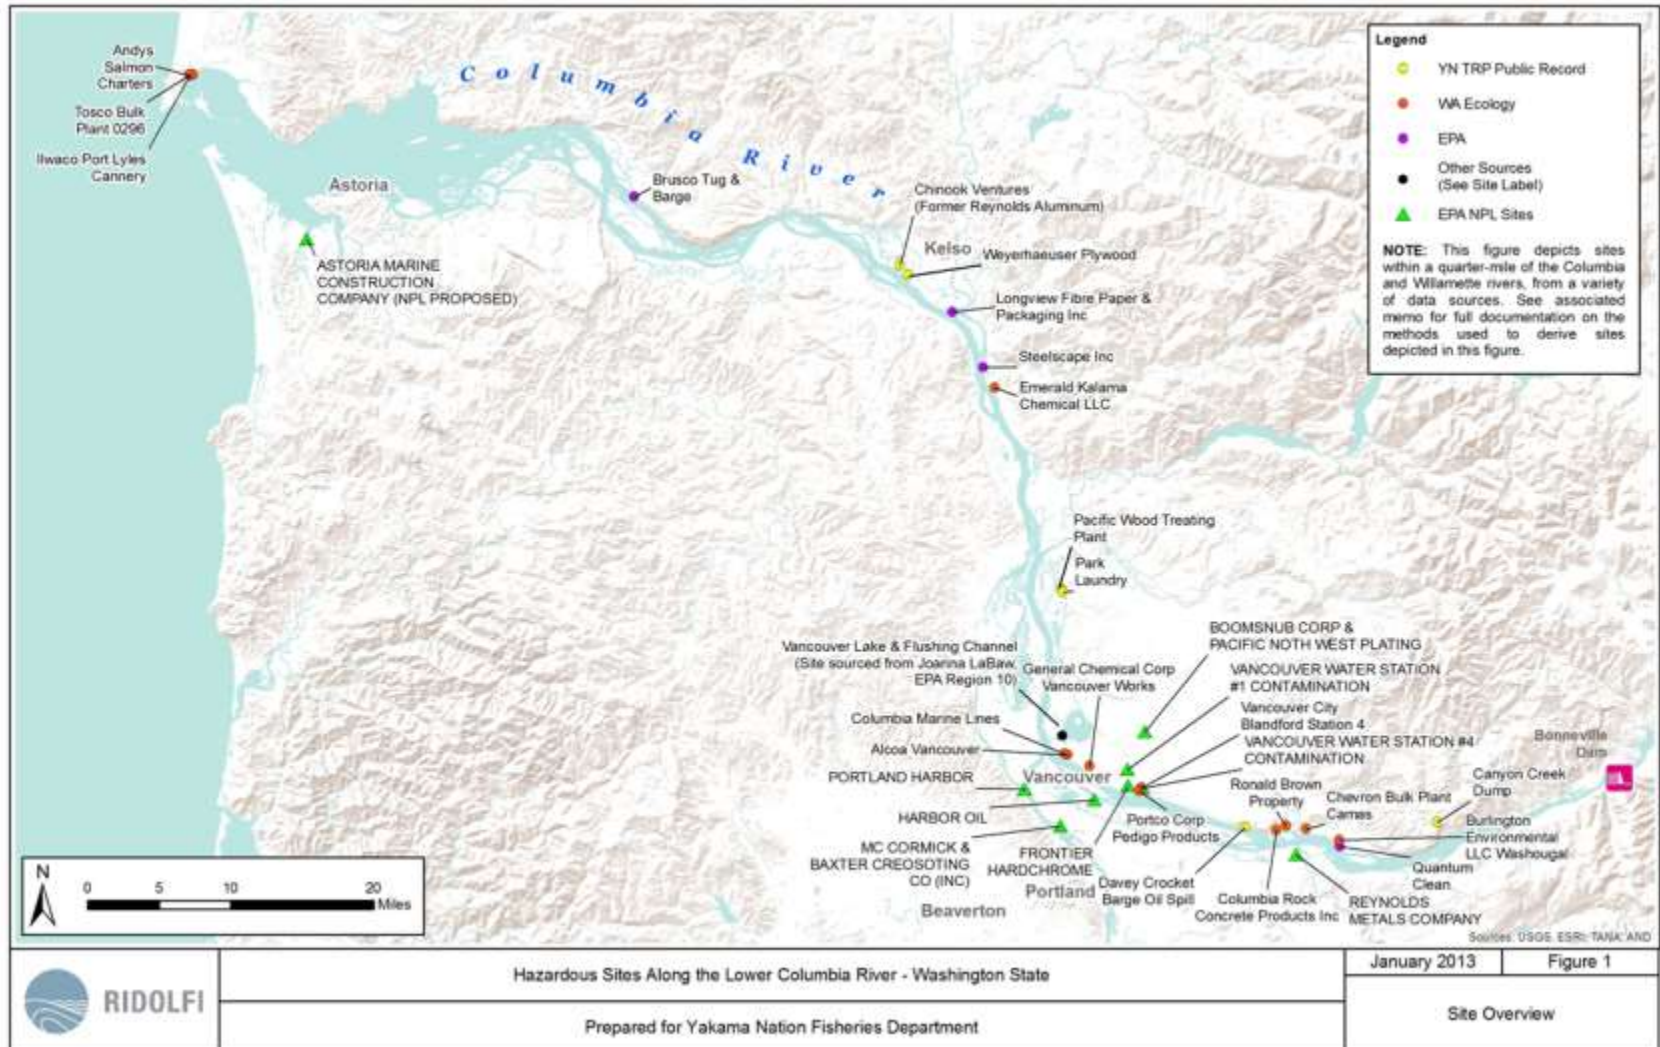 Andys
Salmon
Charters
Tosco Bulk
Plant 0296
Ilwaco Port Lyles
Cannery
Columbia River
Astoria
ASTORIA MARINE
CONSTRUCTION
COMPANY (NPL PROPOSED)
Brusco Tug &
Barge
Chinook Ventures
(Former Reynolds Aluminum)
Kelso
Weyerhaeuser Plywood
Longview Fibre Paper &
Packaging Inc
Steelscape Inc
Emerald Kalama
Chemical LLC
Legend
YN TRP Public Record
WA Ecology
EPA
Other Sources
(See Site Label)
EPA NPL Sites
NOTE: This figure depicts sites
within a quarter-mile of the Columbia
and Willamette rivers, from a variety
of data sources. See associated
memo for full documentation on the
methods used to derive sites
depicted in this figure.
Pacific Wood Treating
Plant
Park
Laundry
Vancouver Lake & Flushing Channel
(Site sourced from Joanna LaBaw,
EPA Region 10)
General Chemical Corp
Vancouver Works
BOOMSNUB CORP &
PACIFIC NOTH WEST PLATING
VANCOUVER WATER STATION
#1 CONTAMINATION
Vancouver City
Blandford Station 4
VANCOUVER WATER STATION #4
CONTAMINATION
Columbia Marine Lines
Alcoa Vancouver
PORTLAND HARBOR
Vancouver
HARBOR OIL
MC CORMICK &
BAXTER CREOSOTING
CO (INC)
FRONTIER
HARDCHROME
Portco Corp
Pedigo Products
Ronald Brown
Property
Chevron Bulk Plant
Camas
Canyon Creek
Dump
Bonneville
Dam
Burlington
Environmental
LLC Washougal
Quantum
Clean
Portland
Beaverton
Davey Crocket
Barge Oil Spill
Columbia Rock
Concrete Products Inc
REYNOLDS
METALS COMPANY
N
0 5 10 20
Miles
Sources: USGS, ESRI, TANA, AND
RIDOLFI
Hazardous Sites Along the Lower Columbia River - Washington State
Prepared for Yakama Nation Fisheries Department
January 2013
Figure 1
Site Overview